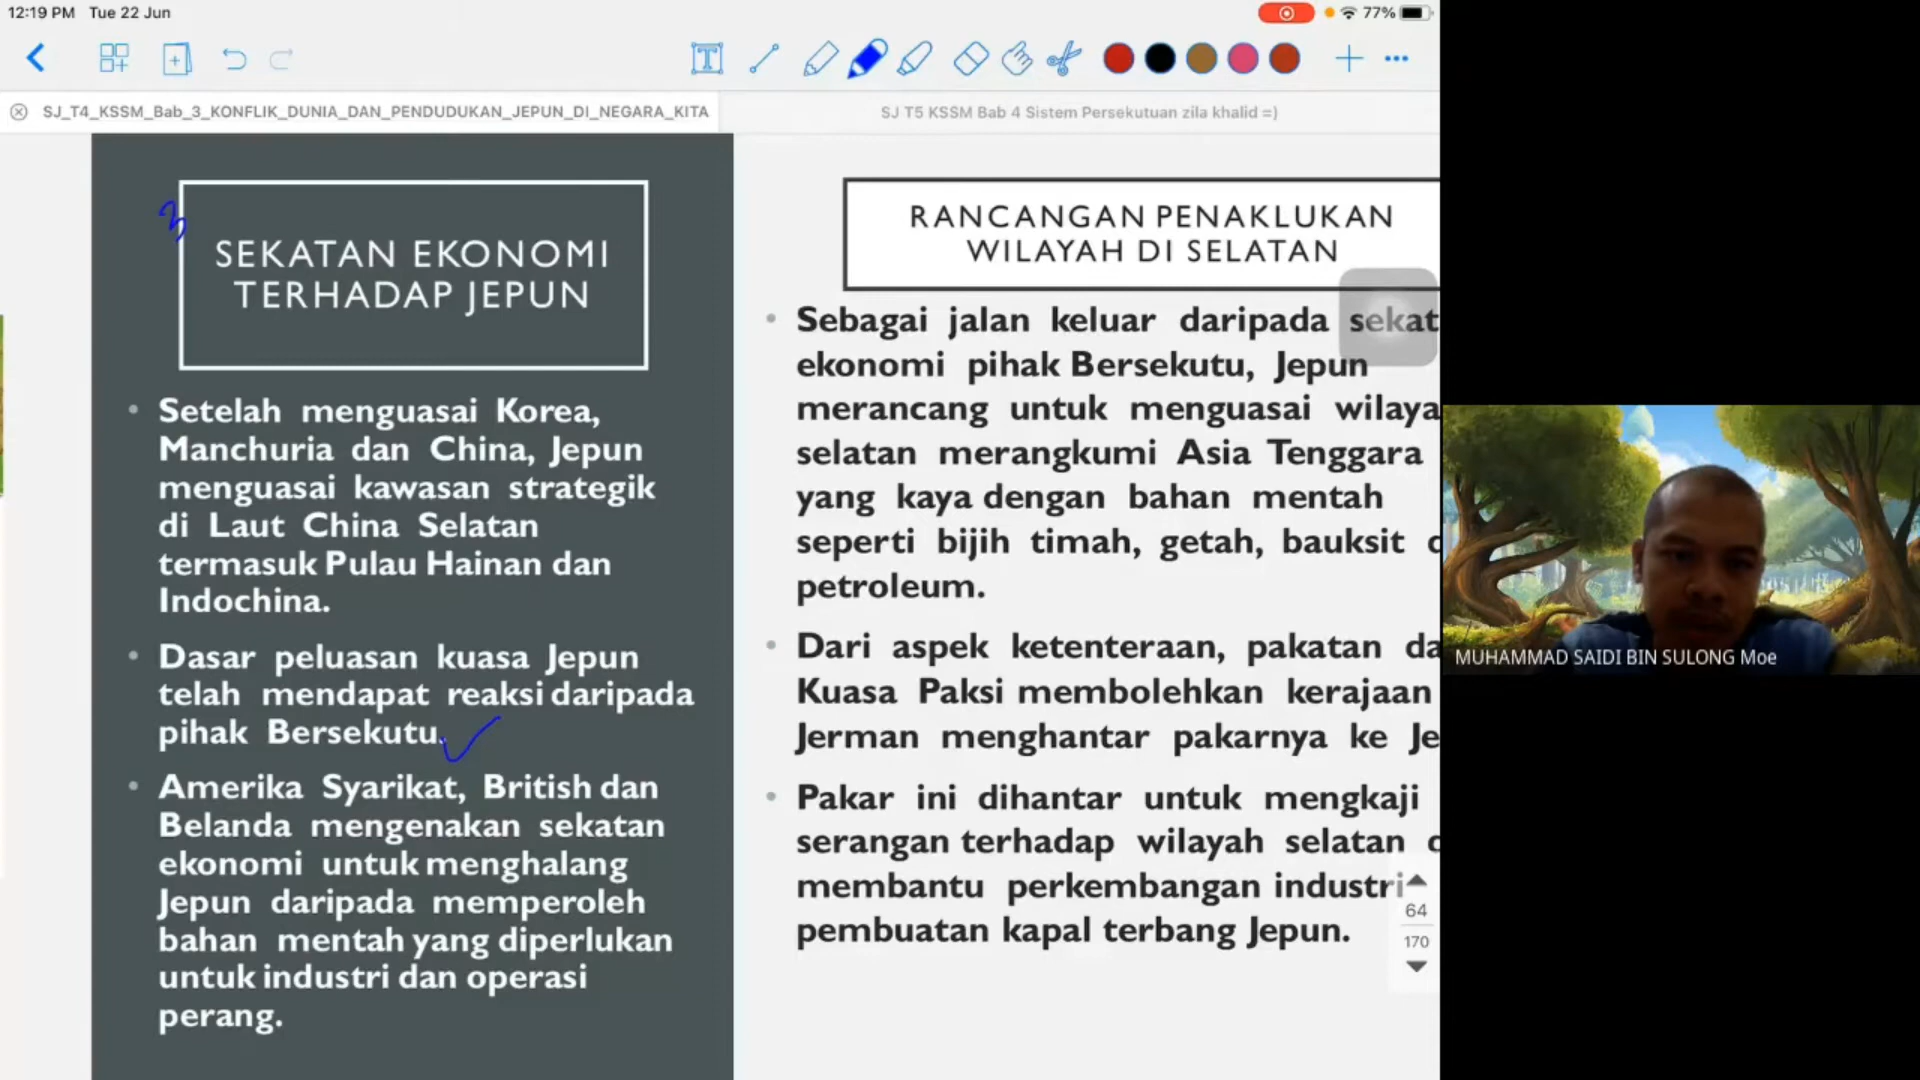 12:19 PM Tue 22 Jun
77%
SJ_T4_KSSM_Bab_3_KONFLIK_DUNIA_DAN_PENDUDUKAN_JEPUN_DI_NEGARA_KITA
SJ T5 KSSM Bab 4 Sistem Persekutuan zila khalid =)
3
SEKATAN EKONOMI
TERHADAP JEPUN
• Setelah menguasai Korea,
Manchuria dan China, Jepun
menguasai kawasan strategik
di Laut China Selatan
termasuk Pulau Hainan dan
Indochina.
• Dasar peluasan kuasa Jepun
telah mendapat reaksi daripada
pihak Bersekutu.
• Amerika Syarikat, British dan
Belanda mengenakan sekatan
ekonomi untuk menghalang
Jepun daripada memperoleh
bahan mentah yang diperlukan
untuk industri dan operasi
perang.
RANCANGAN PENAKLUKAN
WILAYAH DI SELATAN
• Sebagai jalan keluar daripada sekat
ekonomi pihak Bersekutu, Jepun
merancang untuk menguasai wilaya
selatan merangkumi Asia Tenggara
yang kaya dengan bahan mentah
seperti bijih timah, getah, bauksit
petroleum.
• Dari aspek ketenteraan, pakatan da
Kuasa Paksi membolehkan kerajaan
Jerman menghantar pakarnya ke Je
• Pakar ini dihantar untuk mengkaji
serangan terhadap wilayah selatan
membantu perkembangan industri
pembuatan kapal terbang Jepun.
64
170
MUHAMMAD SAIDI BIN SULONG Moe